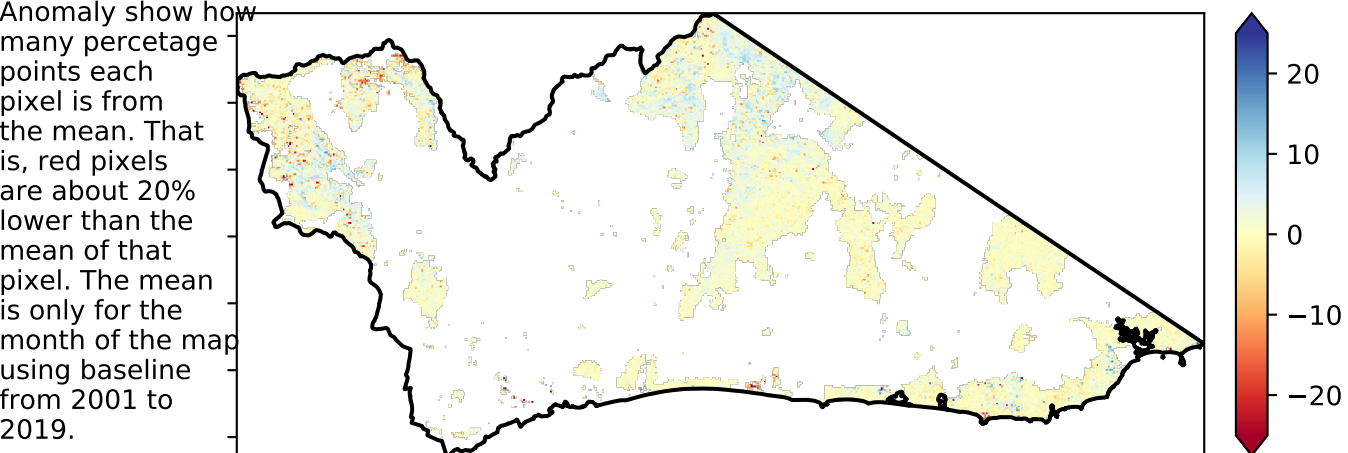 Anomaly show how
many percetage
points each
pixel is from
the mean. That
is, red pixels
are about 20%
lower than the
mean of that
pixel. The mean
is only for the
month of the map
using baseline
from 2001 to
2019.
20
10
0
−10
−20